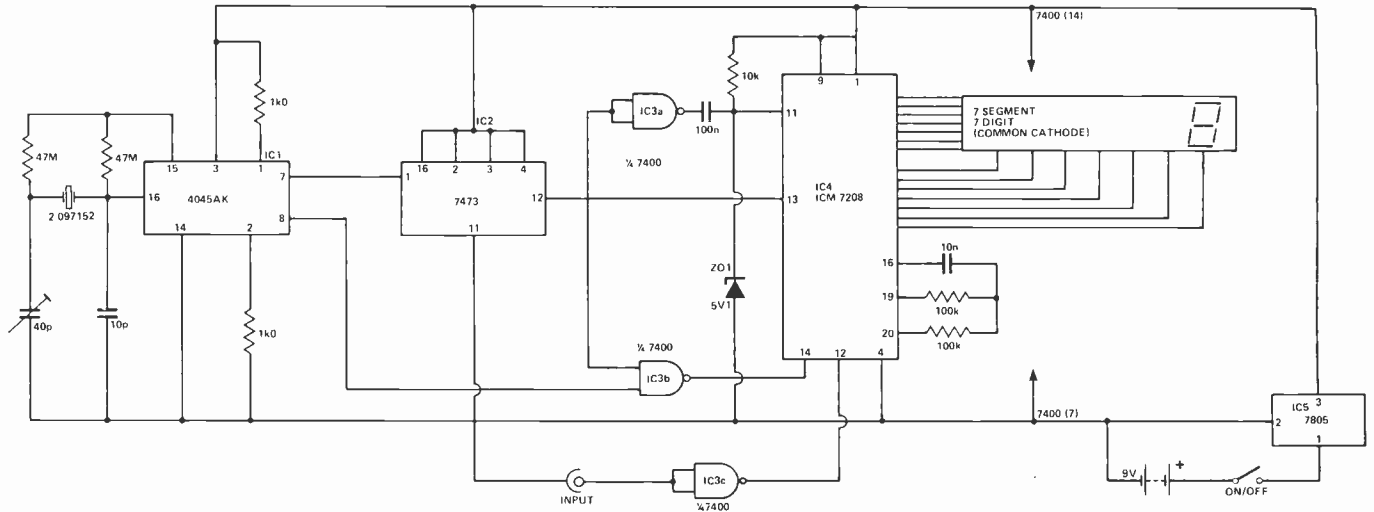 7400 (14)
1k0
10k
9
1
IC3a
100n
11
7 SEGMENT
7 DIGIT
(COMMON CATHODE)
IC2
47M
47M
15
3
1
IC1
¼ 7400
16
2
3
4
16
4045AK
7
1
7473
12
13
IC4
ICM 7208
2 097152
8
14
2
11
10n
16
ZD1
5V1
19
100k
40p
10p
1k0
20
100k
¼ 7400
IC3b
14
12
4
7400 (7)
IC5
3
7805
2
1
INPUT
IC3c
¼7400
9V
+
ON/OFF